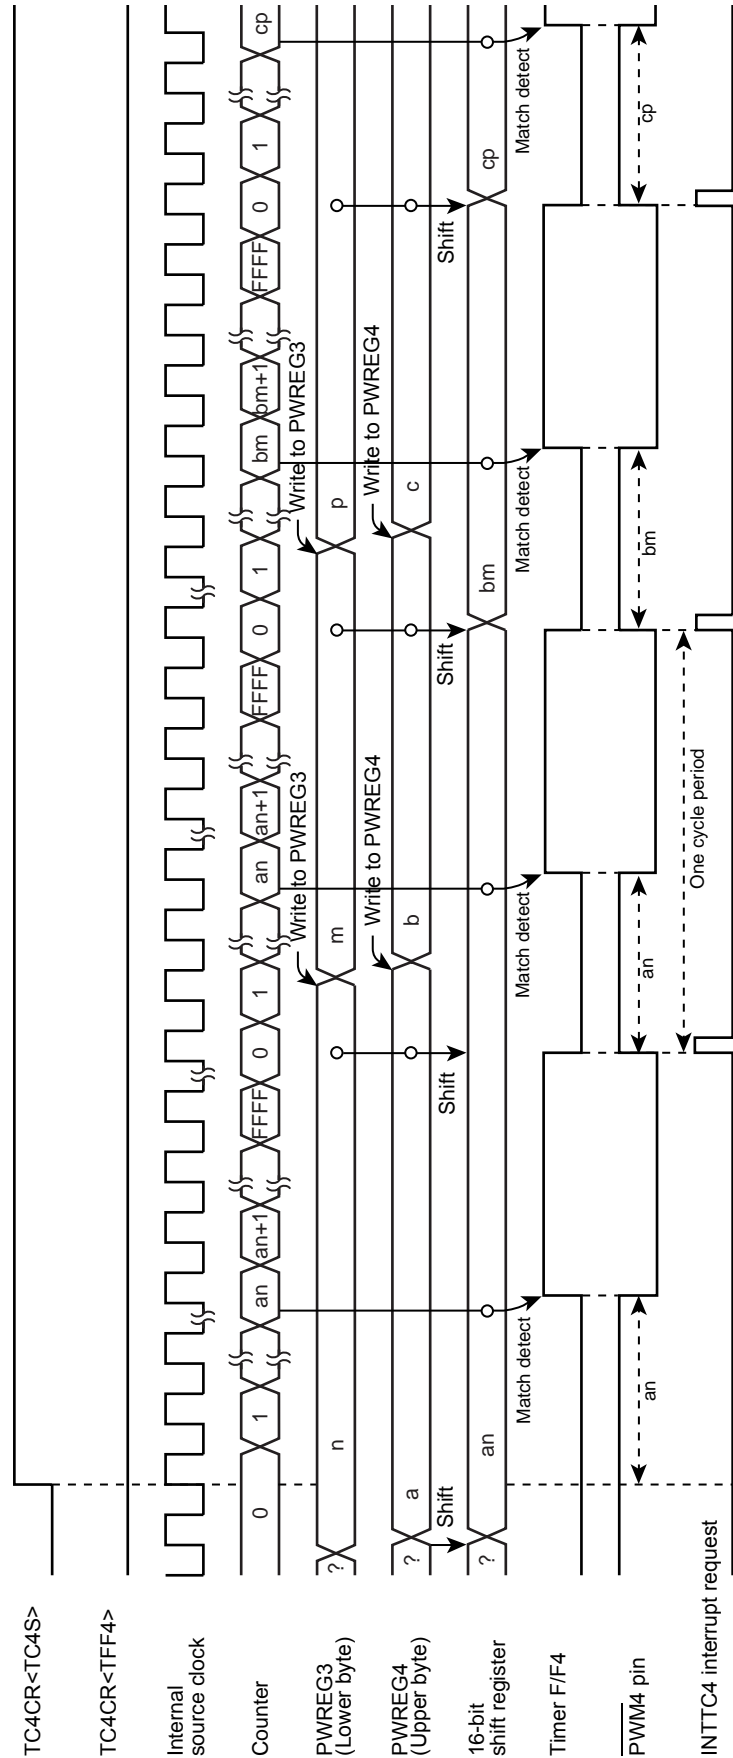 TC4CR<TC4S>
TC4CR<TFF4>
Internal
source clock
Counter
0
1
an
an+1
FFFF
0
1
an
an+1
FFFF
0
1
bm
bm+1
FFFF
0
1
cp
PWREG3
(Lower byte)
?
n
Write to PWREG3
m
Write to PWREG3
p
PWREG4
(Upper byte)
?
a
Write to PWREG4
b
Write to PWREG4
c
Shift
Shift
Shift
Shift
16-bit
shift register
?
an
bm
cp
Match detect
Match detect
Match detect
Match detect
Timer F/F4
PWM4 pin
an
an
bm
cp
One cycle period
INTTC4 interrupt request